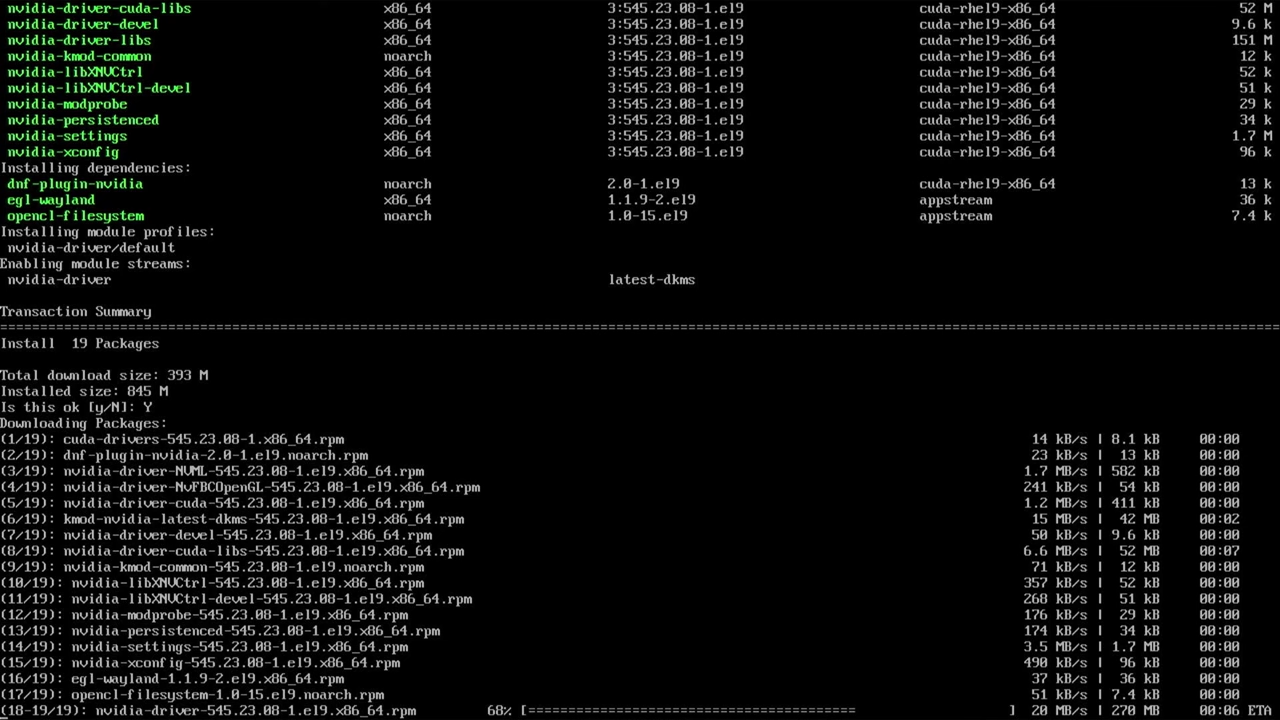 nvidia-driver-cuda-libs x86_64 3:545.23.08-1.el9 cuda-rhel9-x86_64 52 M
nvidia-driver-devel x86_64 3:545.23.08-1.el9 cuda-rhel9-x86_64 9.6 k
nvidia-driver-libs x86_64 3:545.23.08-1.el9 cuda-rhel9-x86_64 151 M
nvidia-kmod-common noarch 3:545.23.08-1.el9 cuda-rhel9-x86_64 12 k
nvidia-libXNVCtrl x86_64 3:545.23.08-1.el9 cuda-rhel9-x86_64 52 k
nvidia-libXNVCtrl-devel x86_64 3:545.23.08-1.el9 cuda-rhel9-x86_64 51 k
nvidia-modprobe x86_64 3:545.23.08-1.el9 cuda-rhel9-x86_64 29 k
nvidia-persistenced x86_64 3:545.23.08-1.el9 cuda-rhel9-x86_64 34 k
nvidia-settings x86_64 3:545.23.08-1.el9 cuda-rhel9-x86_64 1.7 M
nvidia-xconfig x86_64 3:545.23.08-1.el9 cuda-rhel9-x86_64 96 k
Installing dependencies:
dnf-plugin-nvidia noarch 2.0-1.el9 cuda-rhel9-x86_64 13 k
egl-wayland x86_64 1.1.9-2.el9 appstream 36 k
opencl-filesystem noarch 1.0-15.el9 appstream 7.4 k
Installing module profiles:
nvidia-driver/default
Enabling module streams:
nvidia-driver latest-dkms
Transaction Summary
================================================================================
Install 19 Packages
Total download size: 393 M
Installed size: 845 M
Is this ok [y/N]: Y
Downloading Packages:
(1/19): cuda-drivers-545.23.08-1.x86_64.rpm 14 kB/s | 8.1 kB 00:00
(2/19): dnf-plugin-nvidia-2.0-1.el9.noarch.rpm 23 kB/s | 13 kB 00:00
(3/19): nvidia-driver-NVML-545.23.08-1.el9.x86_64.rpm 1.7 MB/s | 582 kB 00:00
(4/19): nvidia-driver-NvFBCOpenGL-545.23.08-1.el9.x86_64.rpm 241 kB/s | 54 kB 00:00
(5/19): nvidia-driver-cuda-545.23.08-1.el9.x86_64.rpm 1.2 MB/s | 411 kB 00:00
(6/19): kmod-nvidia-latest-dkms-545.23.08-1.el9.x86_64.rpm 15 MB/s | 42 MB 00:02
(7/19): nvidia-driver-devel-545.23.08-1.el9.x86_64.rpm 50 kB/s | 9.6 kB 00:00
(8/19): nvidia-driver-cuda-libs-545.23.08-1.el9.x86_64.rpm 6.6 MB/s | 52 MB 00:07
(9/19): nvidia-kmod-common-545.23.08-1.el9.noarch.rpm 71 kB/s | 12 kB 00:00
(10/19): nvidia-libXNVCtrl-545.23.08-1.el9.x86_64.rpm 357 kB/s | 52 kB 00:00
(11/19): nvidia-libXNVCtrl-devel-545.23.08-1.el9.x86_64.rpm 268 kB/s | 51 kB 00:00
(12/19): nvidia-modprobe-545.23.08-1.el9.x86_64.rpm 176 kB/s | 29 kB 00:00
(13/19): nvidia-persistenced-545.23.08-1.el9.x86_64.rpm 174 kB/s | 34 kB 00:00
(14/19): nvidia-settings-545.23.08-1.el9.x86_64.rpm 3.5 MB/s | 1.7 MB 00:00
(15/19): nvidia-xconfig-545.23.08-1.el9.x86_64.rpm 490 kB/s | 96 kB 00:00
(16/19): egl-wayland-1.1.9-2.el9.x86_64.rpm 37 kB/s | 36 kB 00:00
(17/19): opencl-filesystem-1.0-15.el9.noarch.rpm 51 kB/s | 7.4 kB 00:00
(18-19/19): nvidia-driver-545.23.08-1.el9.x86_64.rpm 68% [========================================= ] 20 MB/s | 270 MB 00:06 ETA